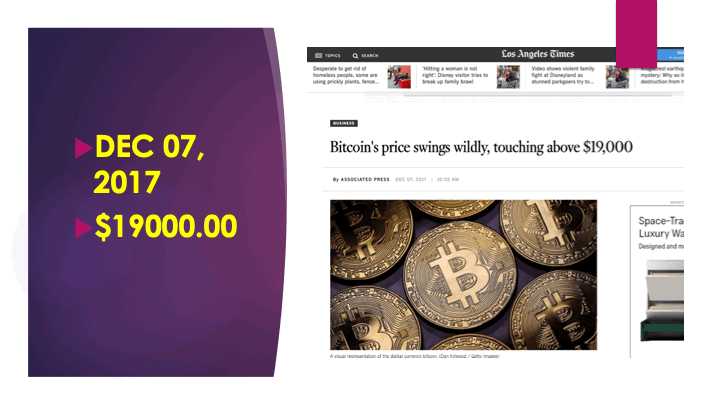 DEC 07,
2017
$19000.00
TOPICS SEARCH
Los Angeles Times
Desperate to get rid of
homeless people, some are
using prickly plants, fence...
'Hitting a woman is not
right': Disney visitor tries to
break up family brawl
Video shows violent family
fight at Disneyland as
stunned parkgoers try to...
earthq
mystery: Why so li
destruction from h
BUSINESS
Bitcoin's price swings wildly, touching above $19,000
By ASSOCIATED PRESS DEC 07, 2017 | 10:55 AM
Space-Tra
Luxury Wa
Designed and m
A visual representation of the digital currency bitcoin. (Dan Kitwood / Getty Images)